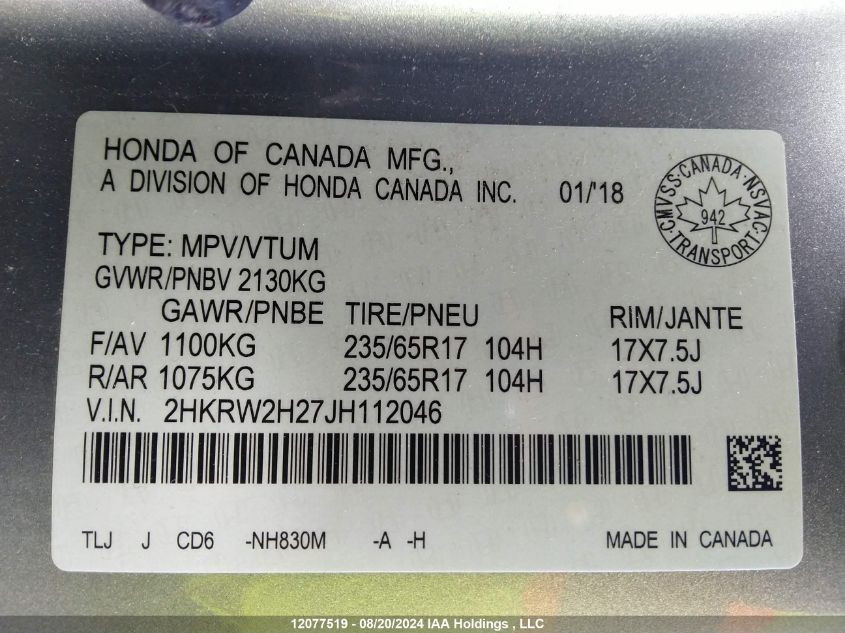 HONDA OF CANADA MFG.,
A DIVISION OF HONDA CANADA INC. 01/'18
CMVSS·CANADA·NSVAC·TRANSPORT·
942
TYPE: MPV/VTUM
GVWR/PNBV 2130KG
GAWR/PNBE TIRE/PNEU RIM/JANTE
F/AV 1100KG 235/65R17 104H 17X7.5J
R/AR 1075KG 235/65R17 104H 17X7.5J
V.I.N. 2HKRW2H27JH112046
TLJ J CD6 -NH830M -A -H MADE IN CANADA
12077519 - 08/20/2024 IAA Holdings , LLC